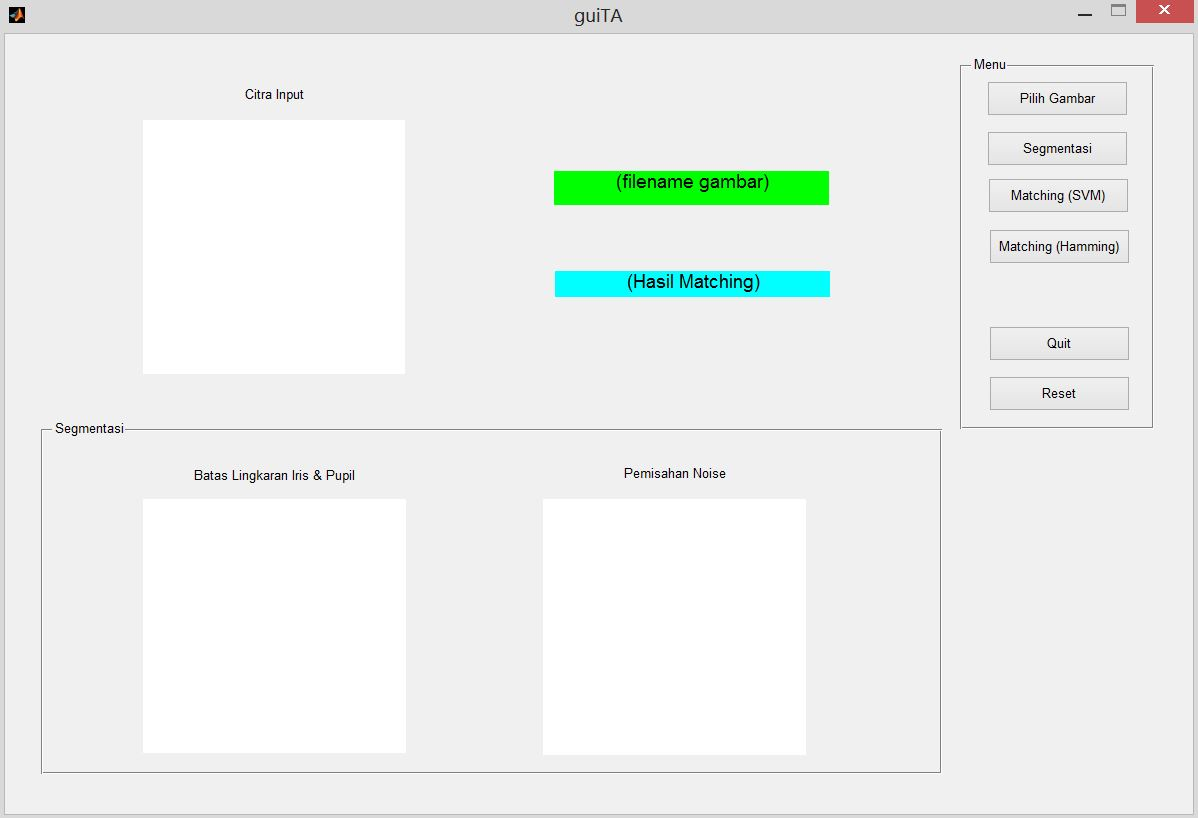 guiTA
Citra Input
(filename gambar)
(Hasil Matching)
Menu
Pilih Gambar
Segmentasi
Matching (SVM)
Matching (Hamming)
Quit
Reset
Segmentasi
Batas Lingkaran Iris & Pupil
Pemisahan Noise